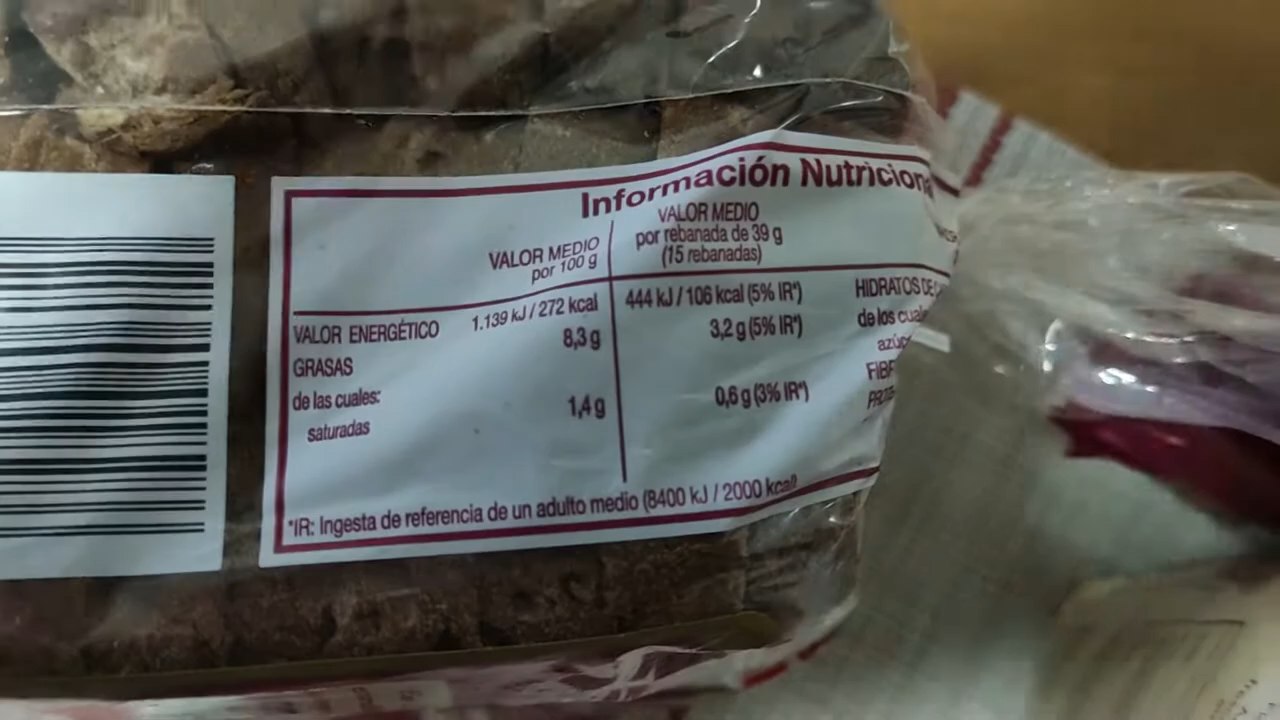 Información Nutriciona
VALOR MEDIO
por 100 g
VALOR MEDIO
por rebanada de 39 g
(15 rebanadas)
VALOR ENERGÉTICO 1.139 kJ / 272 kcal 444 kJ / 106 kcal (5% IR*)
GRASAS 8,3 g 3,2 g (5% IR*)
de las cuales:
saturadas 1,4 g 0,6 g (3% IR*)
HIDRATOS DE
de los cual
azúc
FIB
*IR: Ingesta de referencia de un adulto medio (8400 kJ / 2000 kcal)